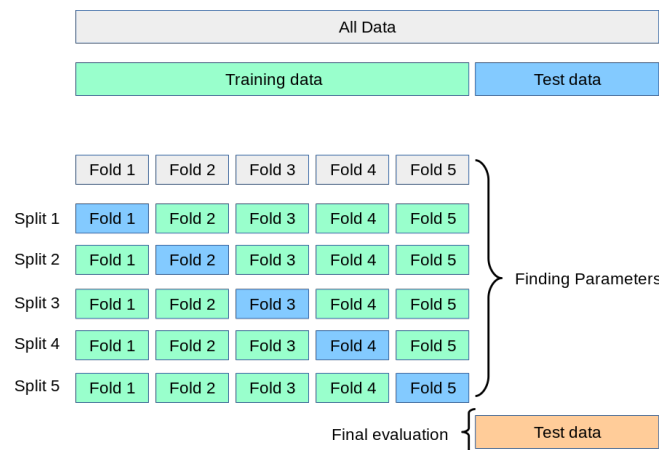 All Data
Training data Test data
Fold 1 Fold 2 Fold 3 Fold 4 Fold 5
Split 1 Fold 1 Fold 2 Fold 3 Fold 4 Fold 5
Split 2 Fold 1 Fold 2 Fold 3 Fold 4 Fold 5
Finding Parameters
Split 3 Fold 1 Fold 2 Fold 3 Fold 4 Fold 5
Split 4 Fold 1 Fold 2 Fold 3 Fold 4 Fold 5
Split 5 Fold 1 Fold 2 Fold 3 Fold 4 Fold 5
Final evaluation Test data